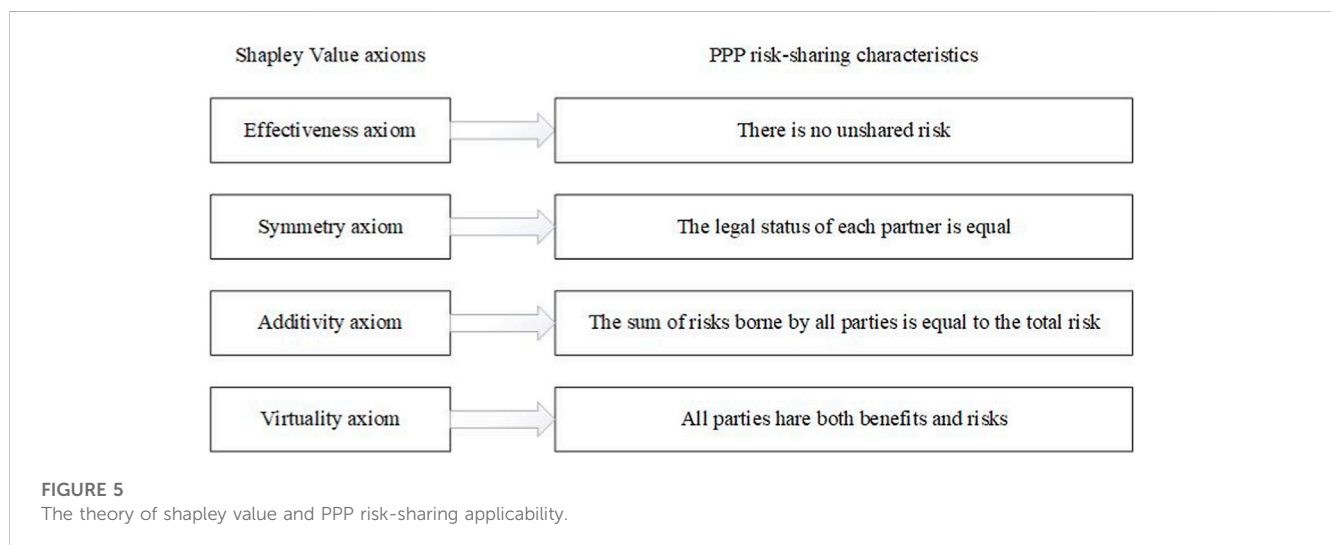 Shapley Value axioms PPP risk-sharing characteristics
Effectiveness axiom There is no unshared risk
Symmetry axiom The legal status of each partner is equal
Additivity axiom The sum of risks borne by all parties is equal to the total risk
Virtuality axiom All parties hare both benefits and risks
FIGURE 5
The theory of shapley value and PPP risk-sharing applicability.